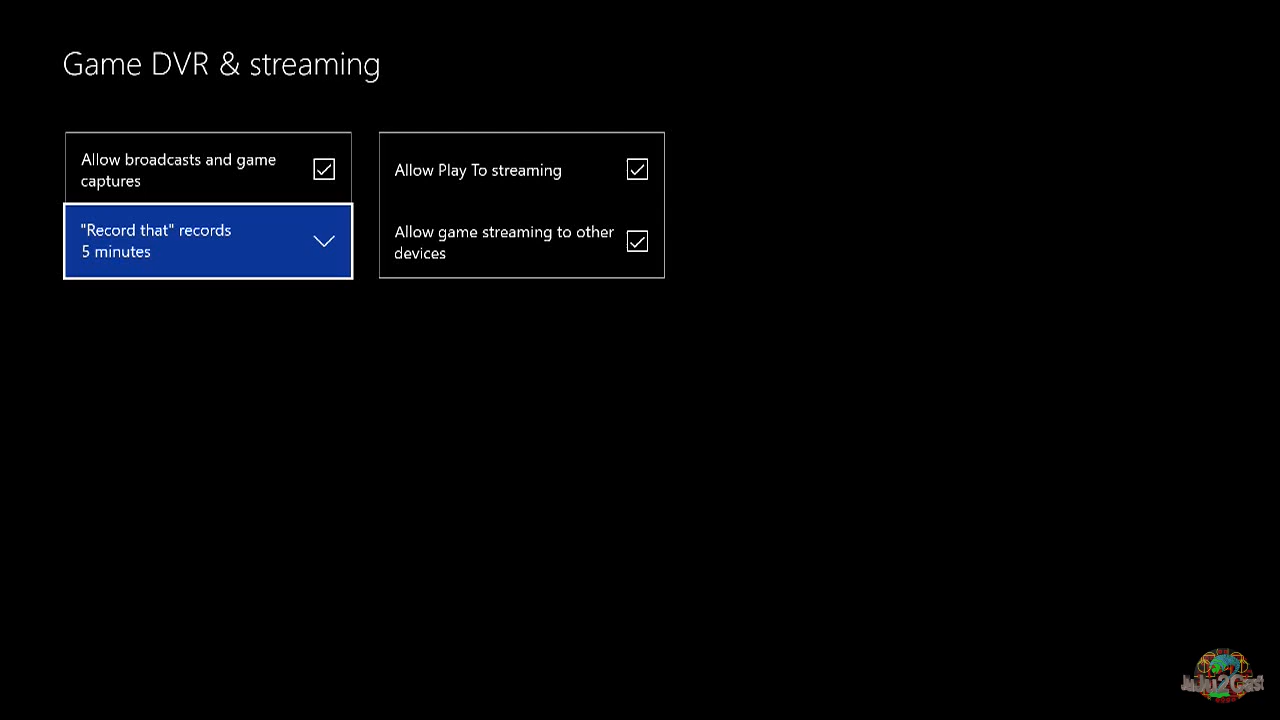 Game DVR & streaming
Allow broadcasts and game
captures
"Record that" records
5 minutes
Allow Play To streaming
Allow game streaming to other
devices
JuJu2Cast